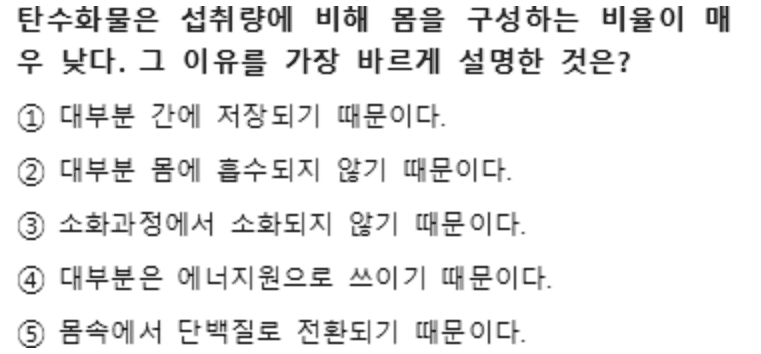 탄수화물은 섭취량에 비해 몸을 구성하는 비율이 매
우 낮다. 그 이유를 가장 바르게 설명한 것은?
① 대부분 간에 저장되기 때문이다.
② 대부분 몸에 흡수되지 않기 때문이다.
③ 소화과정에서 소화되지 않기 때문이다.
④ 대부분은 에너지원으로 쓰이기 때문이다.
⑤ 몸속에서 단백질로 전환되기 때문이다.